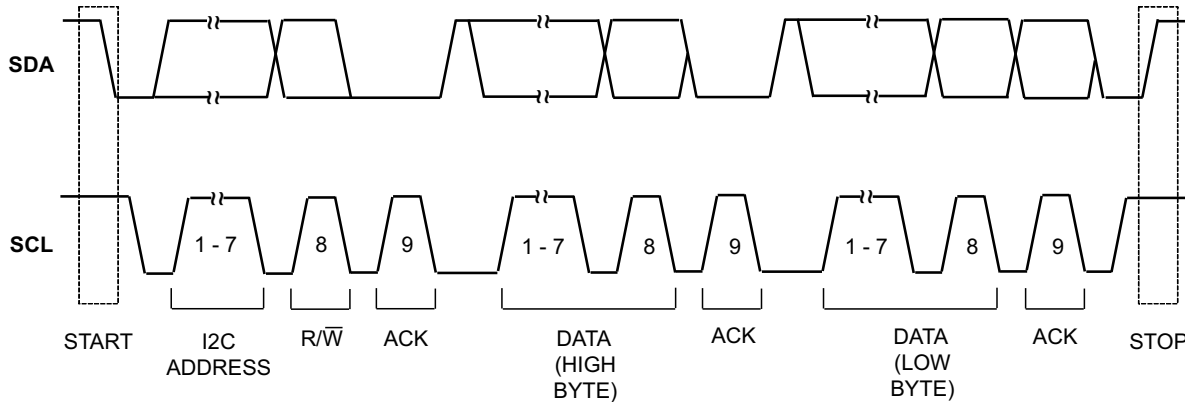 SDA
SCL
1 - 7
8
9
1 - 7
8
9
1 - 7
8
9
START
I2C
ADDRESS
R/W̅
ACK
DATA
(HIGH
BYTE)
ACK
DATA
(LOW
BYTE)
ACK
STOP